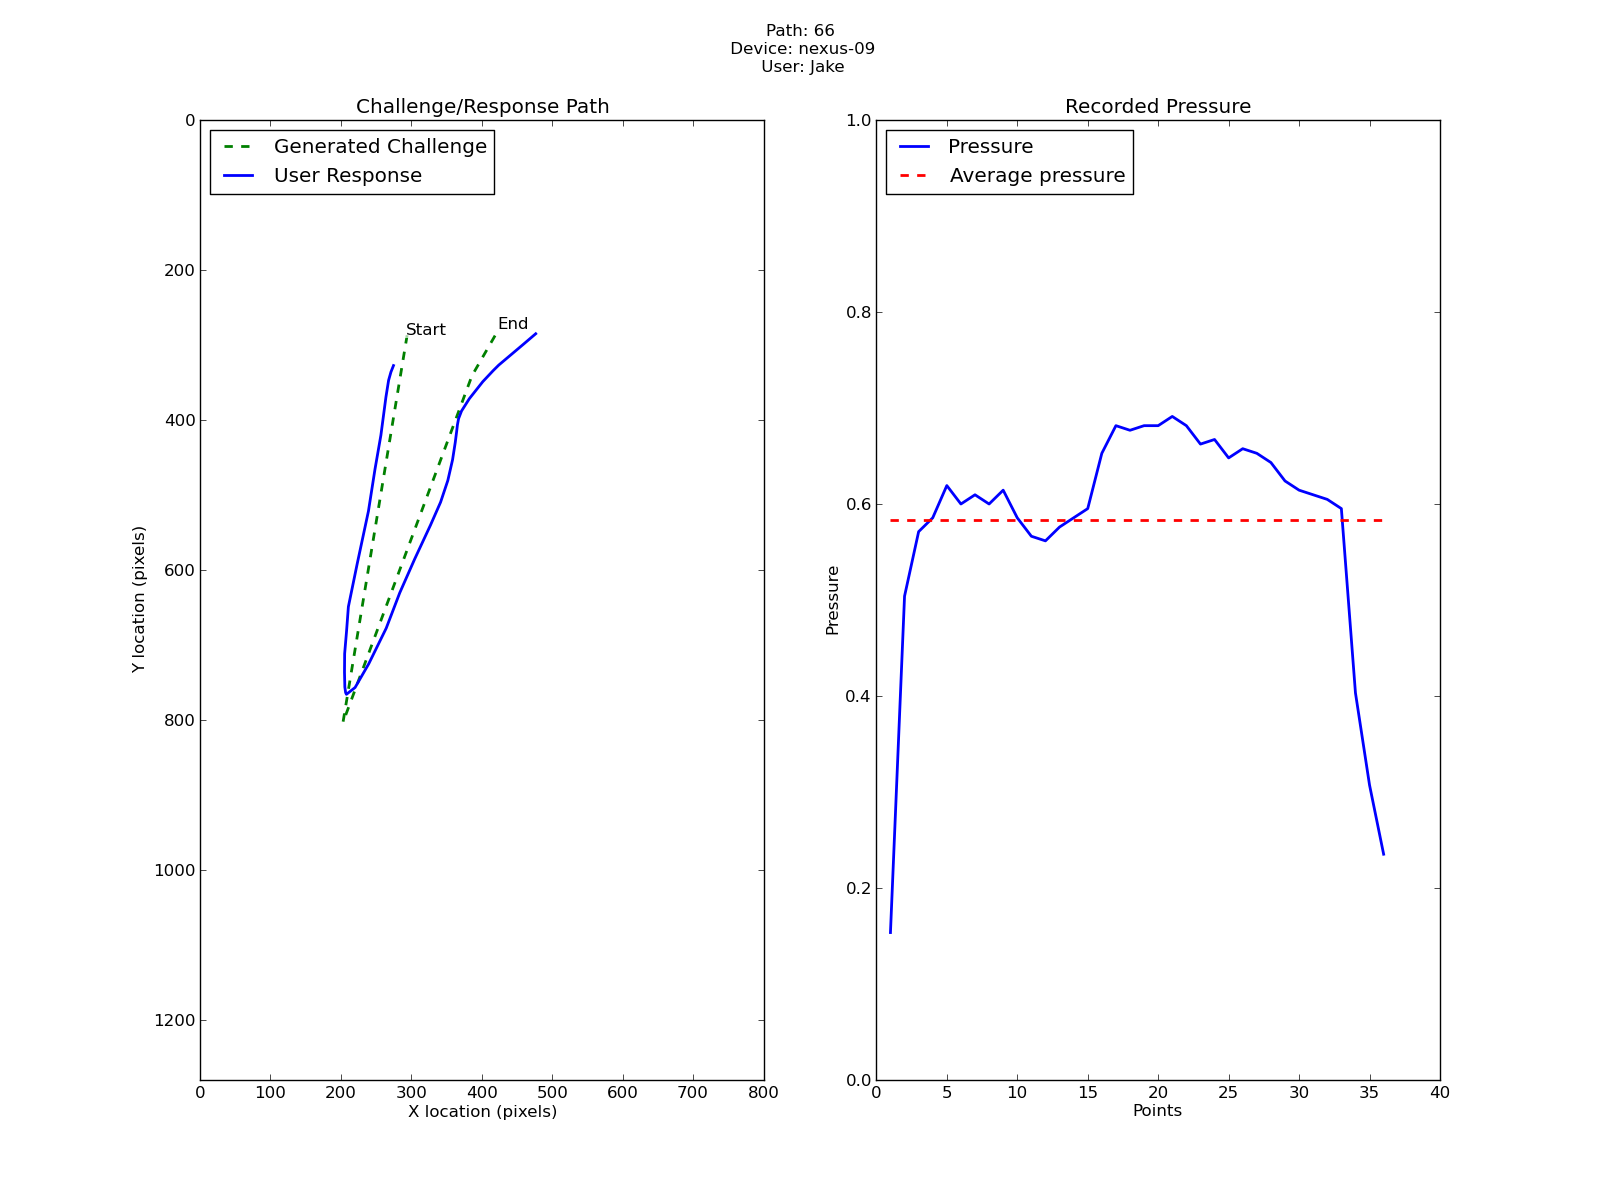 Path: 66
Device: nexus-09
User: Jake
Challenge/Response Path
Generated Challenge
User Response
Start
End
0
200
400
600
800
1000
1200
Y location (pixels)
0 100 200 300 400 500 600 700 800
X location (pixels)
Recorded Pressure
Pressure
Average pressure
1.0
0.8
0.6
0.4
0.2
0.0
Pressure
0 5 10 15 20 25 30 35 40
Points